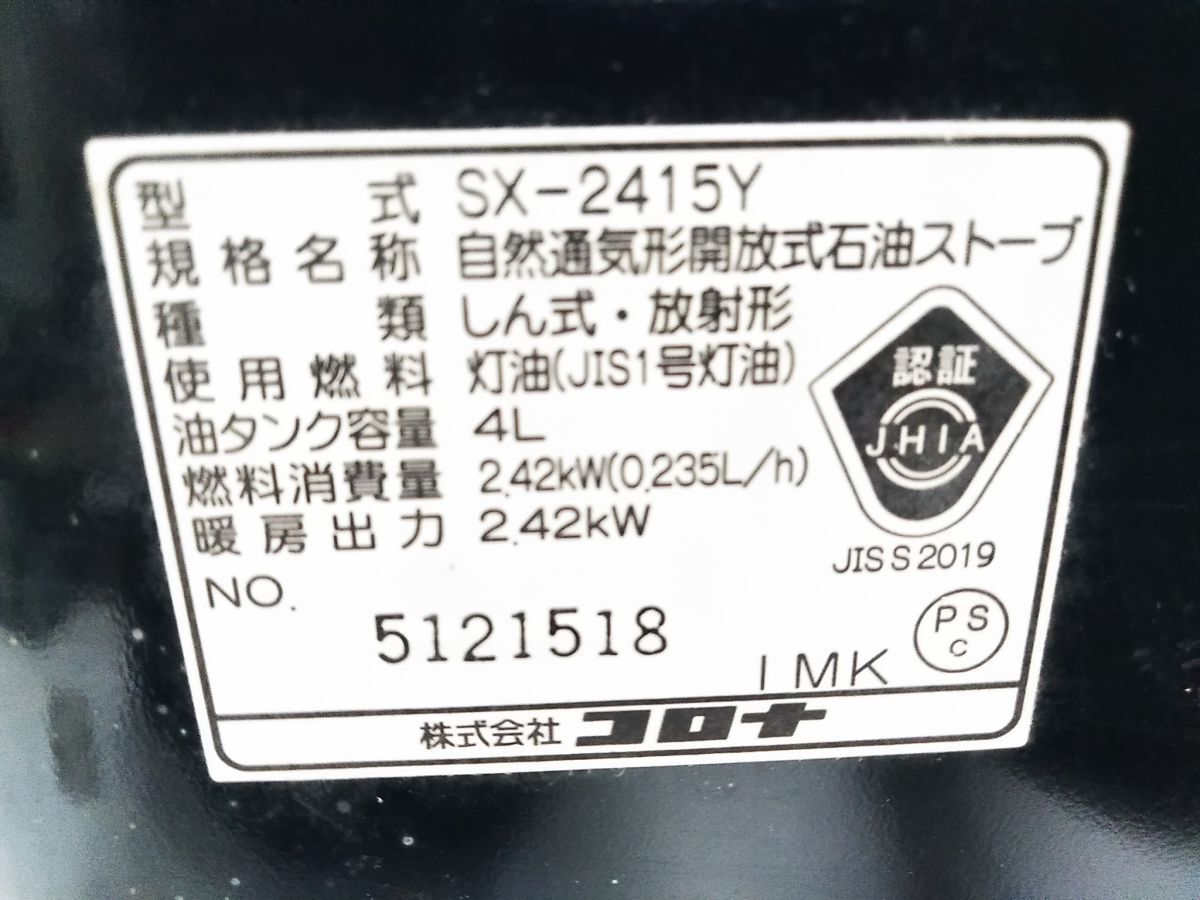 型式 SX-2415Y
規格名称 自然通気形開放式石油ストーブ
種類 しん式・放射形
使用燃料 灯油(JIS1号灯油)
油タンク容量 4L
燃料消費量 2.42kW(0.235L/h)
暖房出力 2.42kW
認証
JHIA
JIS S 2019
NO.
5121518
PS
C
IMK
株式会社コロナ